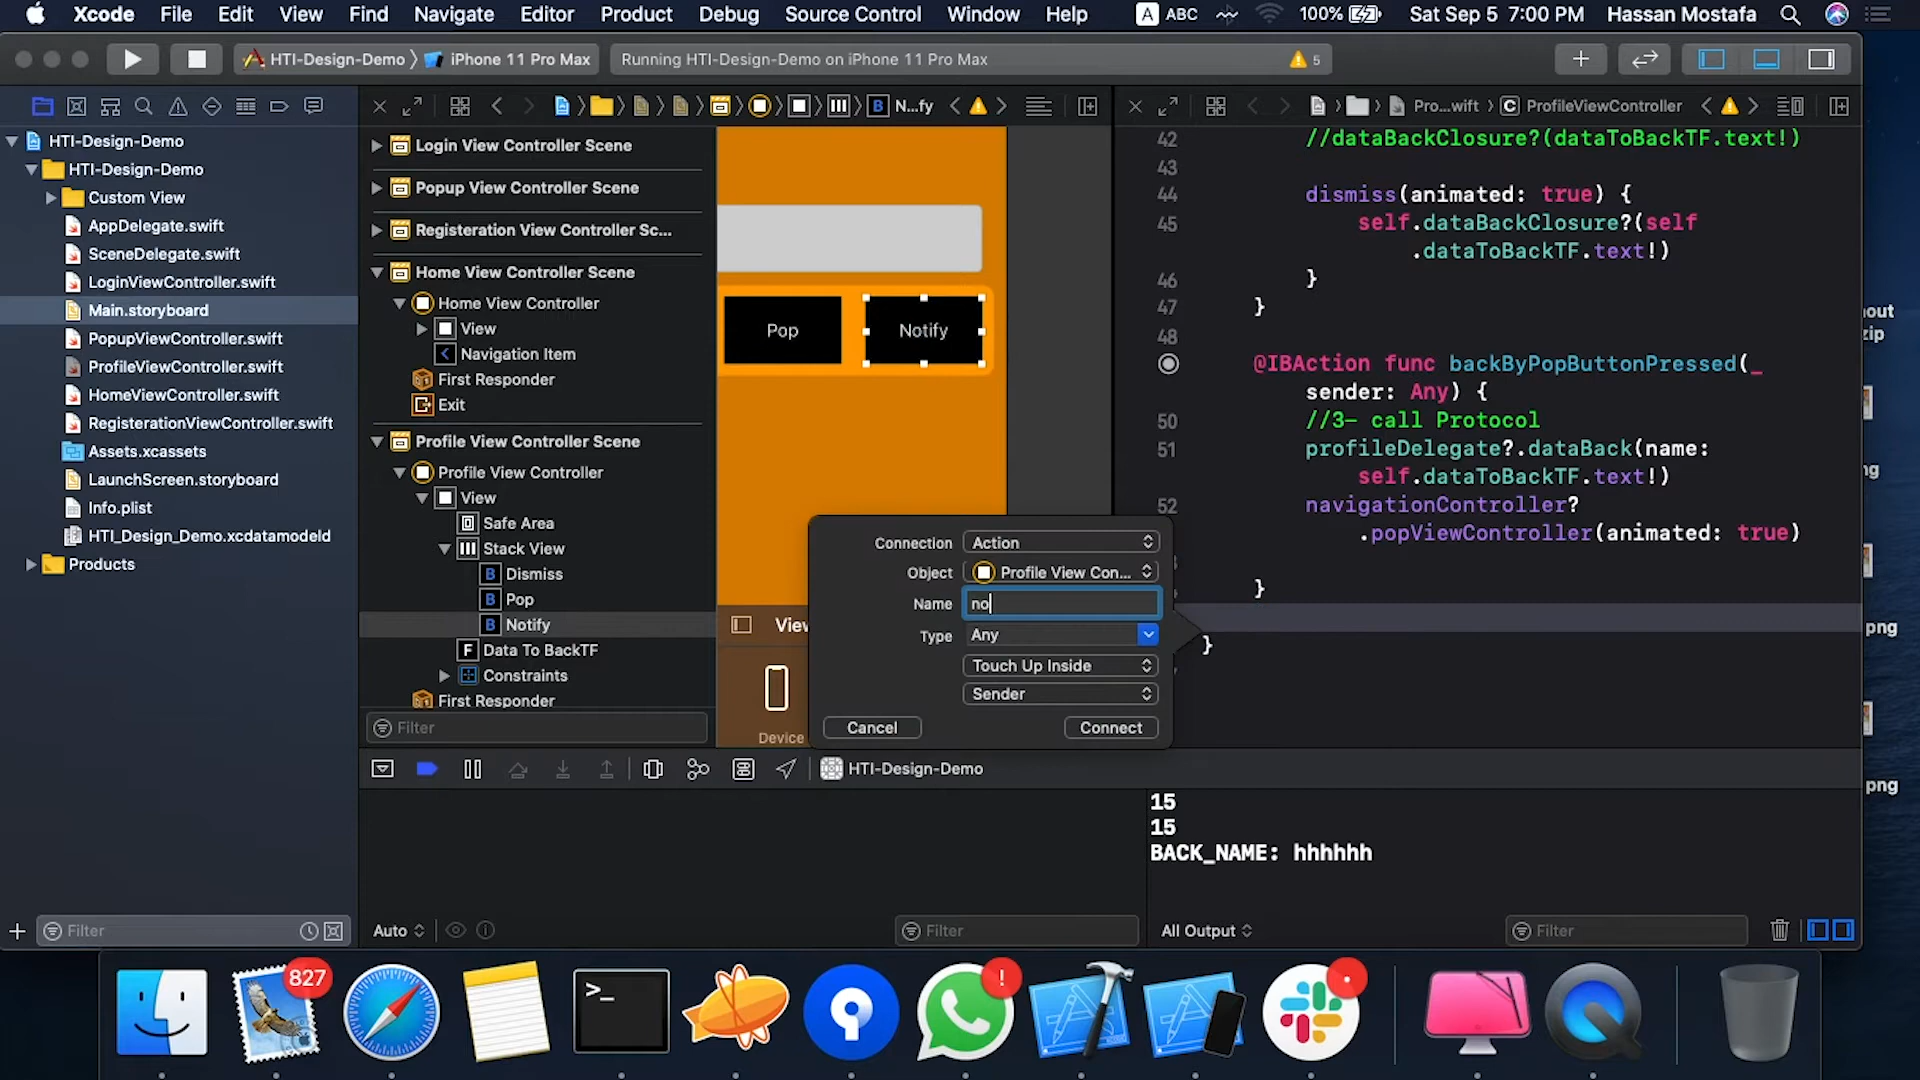 Xcode File Edit View Find Navigate Editor Product Debug Source Control Window Help A ABC 100% Sat Sep 5 7:00 PM Hassan Mostafa
HTI-Design-Demo iPhone 11 Pro Max
Running HTI-Design-Demo on iPhone 11 Pro Max
5
B N...fy
Pro...wift C ProfileViewController
HTI-Design-Demo
HTI-Design-Demo
Custom View
AppDelegate.swift
SceneDelegate.swift
LoginViewController.swift
Main.storyboard
PopupViewController.swift
ProfileViewController.swift
HomeViewController.swift
RegisterationViewController.swift
Assets.xcassets
LaunchScreen.storyboard
Info.plist
HTI_Design_Demo.xcdatamodeld
Products
Filter
Login View Controller Scene
Popup View Controller Scene
Registeration View Controller Sc...
Home View Controller Scene
Home View Controller
View
Navigation Item
First Responder
Exit
Profile View Controller Scene
Profile View Controller
View
Safe Area
Stack View
B Dismiss
B Pop
B Notify
F Data To BackTF
Constraints
First Responder
Filter
Pop
Notify
View
Device
Connection Action
Object Profile View Con...
Name no
Type Any
Touch Up Inside
Sender
Cancel Connect
42 //dataBackClosure?(dataToBackTF.text!)
43
44 dismiss(animated: true) {
45 self.dataBackClosure?(self
.dataToBackTF.text!)
46 }
47 }
48
@IBAction func backByPopButtonPressed(_
sender: Any) {
50 //3- call Protocol
51 profileDelegate?.dataBack(name:
self.dataToBackTF.text!)
52 navigationController?
.popViewController(animated: true)
}
}
HTI-Design-Demo
15
15
BACK_NAME: hhhhhh
Auto
Filter
All Output
Filter
out
zip
ng
png
png
827
>_
!